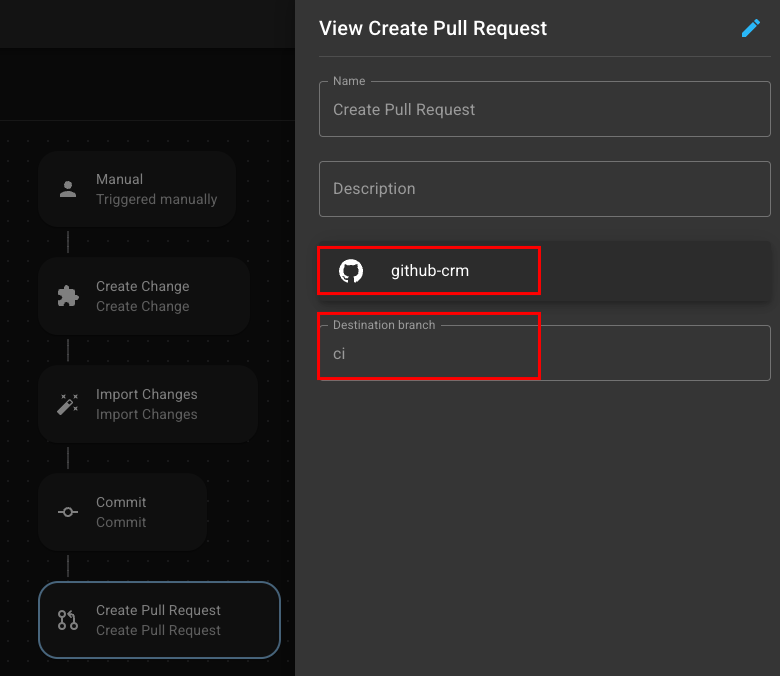 View Create Pull Request
Name
Create Pull Request
Description
github-crm
Destination branch
ci
Manual
Triggered manually
Create Change
Create Change
Import Changes
Import Changes
Commit
Commit
Create Pull Request
Create Pull Request